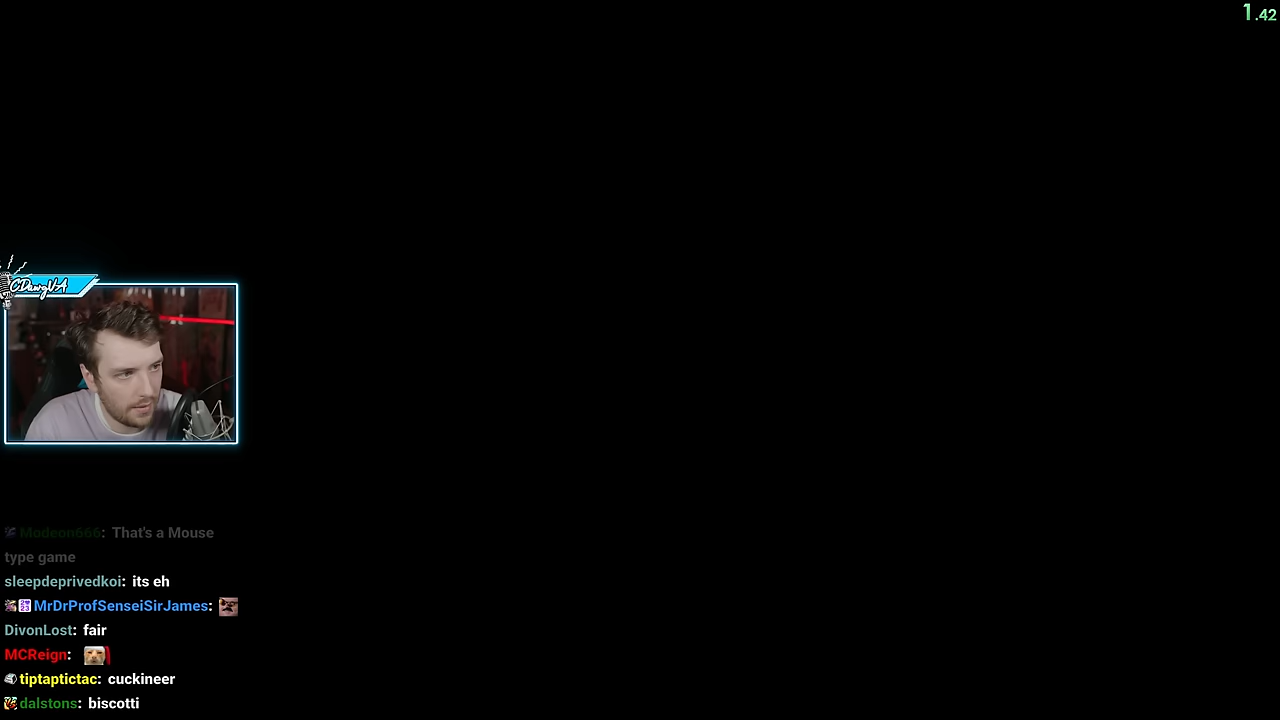 1.42
CDawgVA
Modeon666: That's a Mouse
type game
sleepdeprivedkoi: its eh
MrDrProfSenseiSirJames:
DivonLost: fair
MCReign:
tiptaptictac: cuckineer
dalstons: biscotti